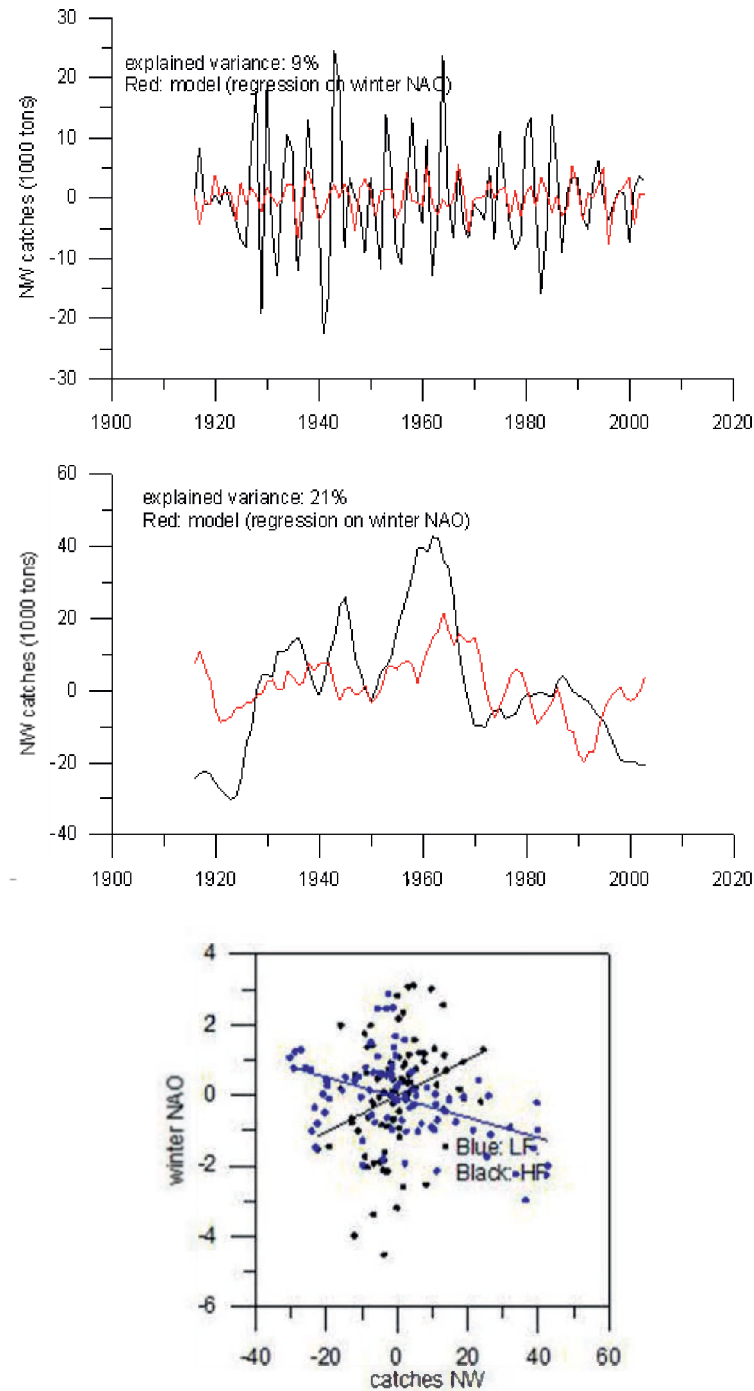 30
20
10
0
-10
-20
-30
NW catches (1000 tons)
explained variance: 9%
Red: model (regression on winter NAO)
1900 1920 1940 1960 1980 2000 2020
60
40
20
0
-20
-40
NW catches (1000 tons)
explained variance: 21%
Red: model (regression on winter NAO)
1900 1920 1940 1960 1980 2000 2020
4
2
0
-2
-4
-6
winter NAO
Blue: LF
Black: HF
-40 -20 0 20 40 60
catches NW